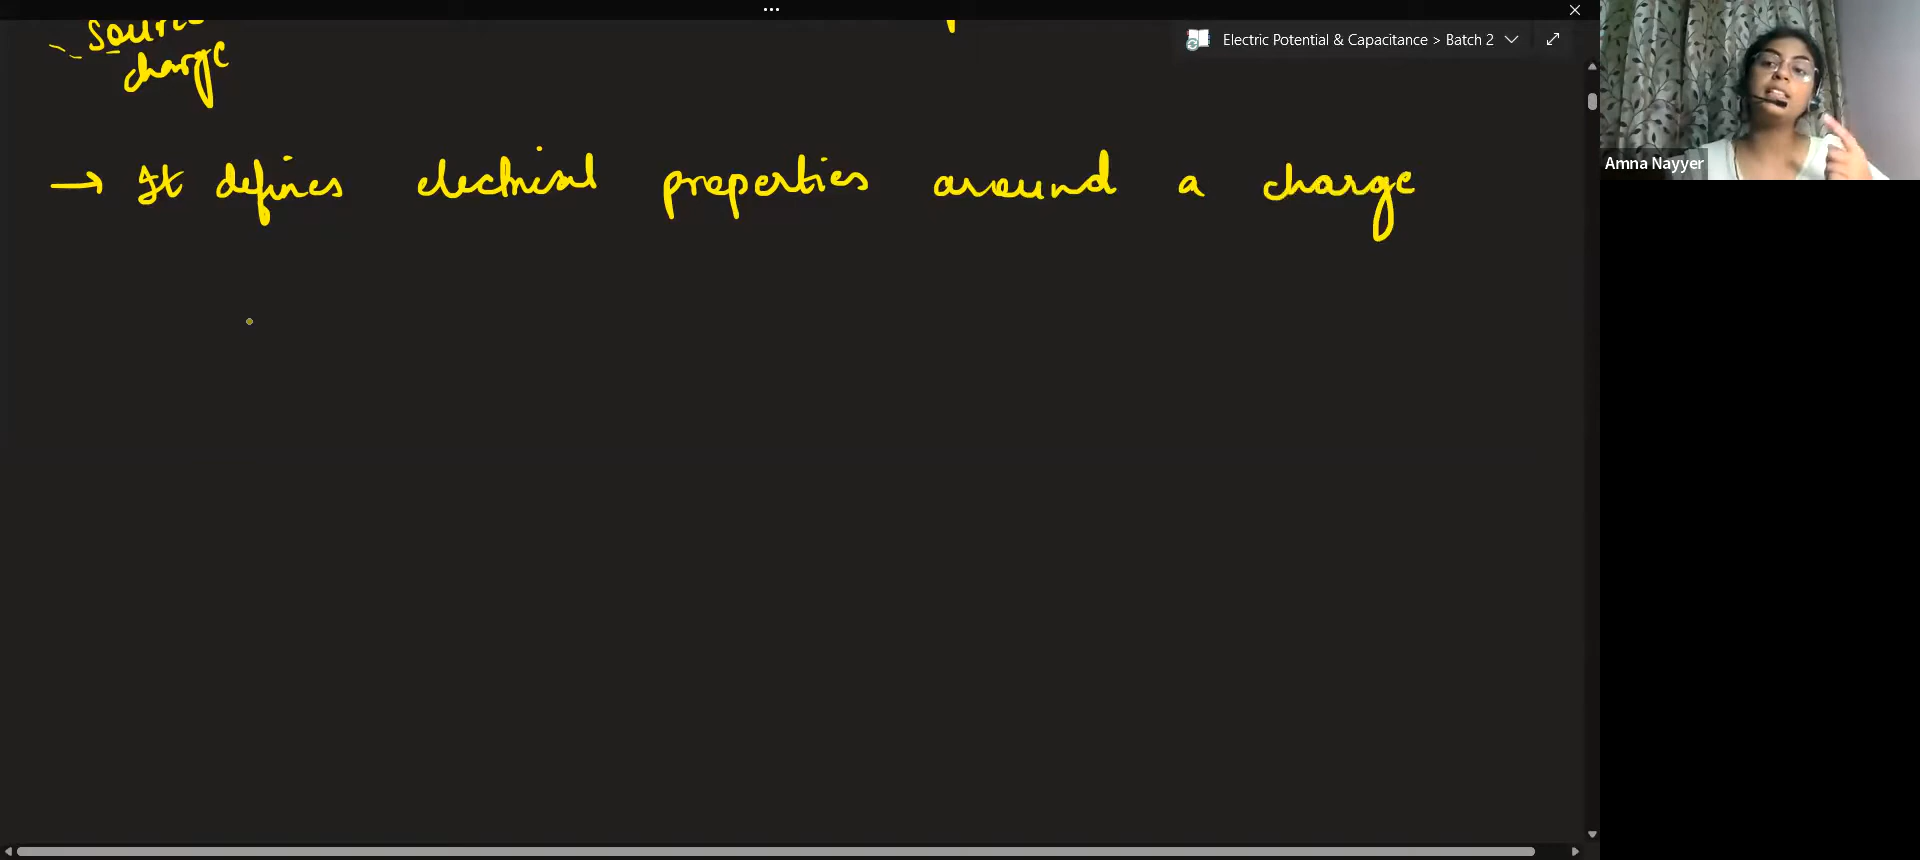 Electric Potential & Capacitance > Batch 2
charge
Amna Nayyer
→ It defines electrical properties around a charge